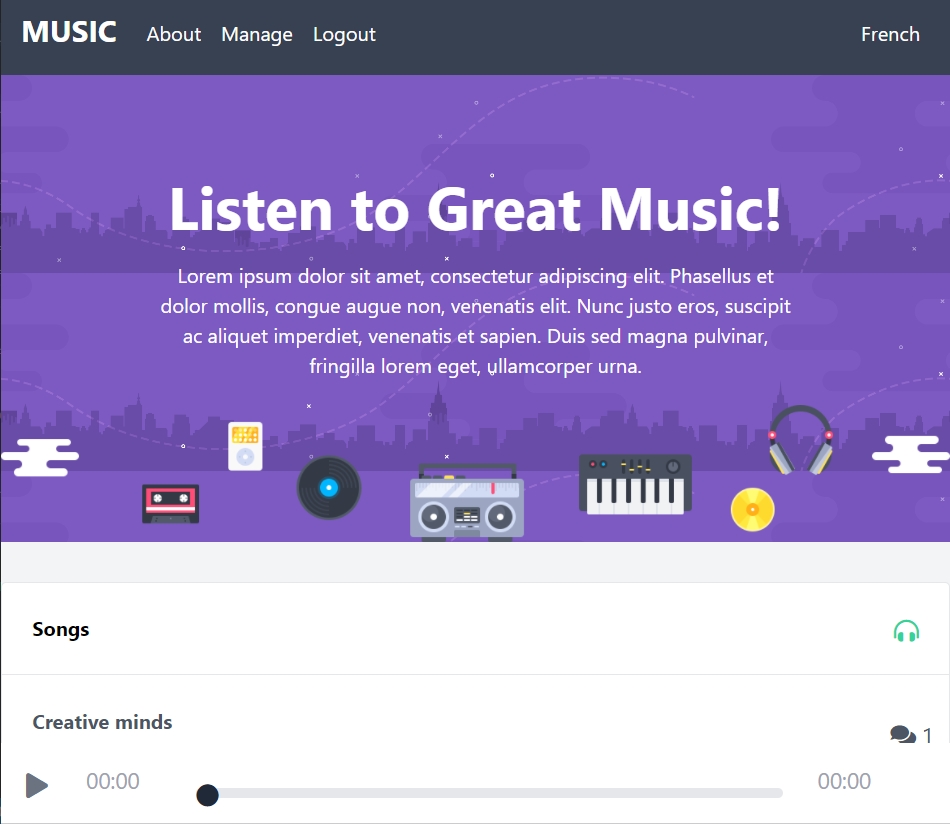 MUSIC About Manage Logout French
Listen to Great Music!
Lorem ipsum dolor sit amet, consectetur adipiscing elit. Phasellus et
dolor mollis, congue augue non, venenatis elit. Nunc justo eros, suscipit
ac aliquet imperdiet, venenatis et sapien. Duis sed magna pulvinar,
fringilla lorem eget, ullamcorper urna.
Songs
Creative minds
1
00:00 00:00